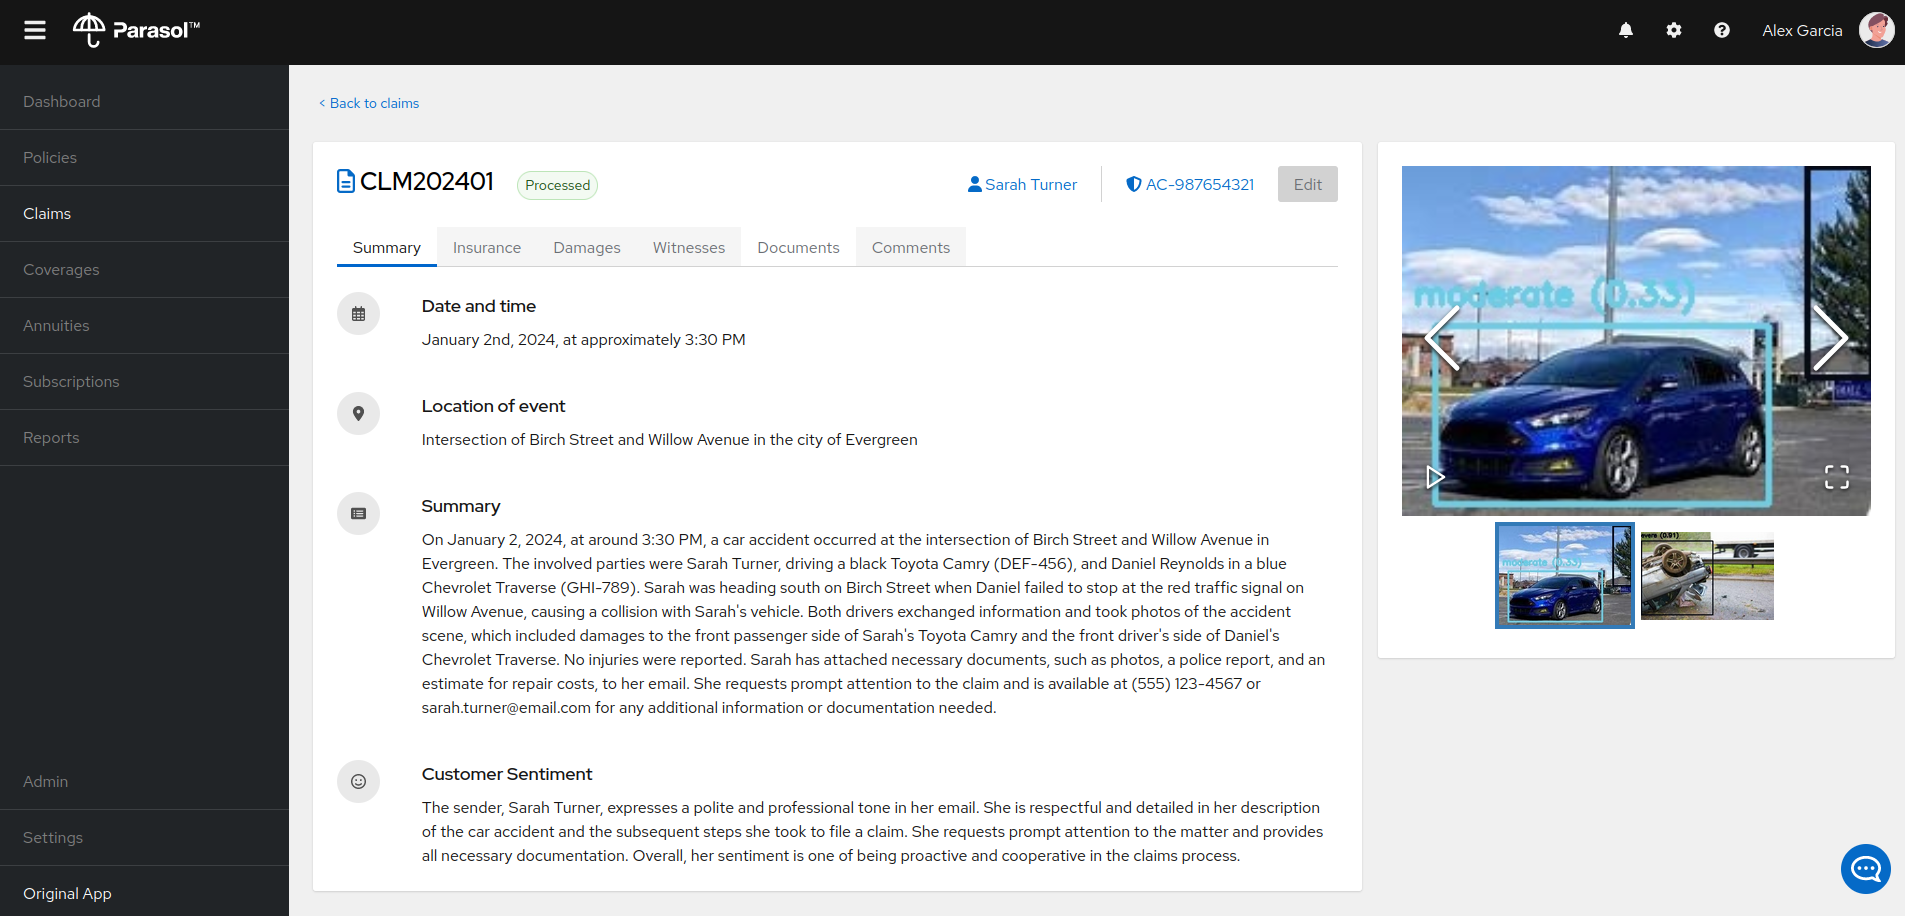 Parasol™
Alex Garcia
Dashboard
Policies
Claims
Coverages
Annuities
Subscriptions
Reports
Admin
Settings
Original App
< Back to claims
CLM202401
Processed
Sarah Turner
AC-987654321
Edit
Summary
Insurance
Damages
Witnesses
Documents
Comments
Date and time
January 2nd, 2024, at approximately 3:30 PM
Location of event
Intersection of Birch Street and Willow Avenue in the city of Evergreen
Summary
On January 2, 2024, at around 3:30 PM, a car accident occurred at the intersection of Birch Street and Willow Avenue in
Evergreen. The involved parties were Sarah Turner, driving a black Toyota Camry (DEF-456), and Daniel Reynolds in a blue
Chevrolet Traverse (GHI-789). Sarah was heading south on Birch Street when Daniel failed to stop at the red traffic signal on
Willow Avenue, causing a collision with Sarah's vehicle. Both drivers exchanged information and took photos of the accident
scene, which included damages to the front passenger side of Sarah's Toyota Camry and the front driver's side of Daniel's
Chevrolet Traverse. No injuries were reported. Sarah has attached necessary documents, such as photos, a police report, and an
estimate for repair costs, to her email. She requests prompt attention to the claim and is available at (555) 123-4567 or
sarah.turner@email.com for any additional information or documentation needed.
Customer Sentiment
The sender, Sarah Turner, expresses a polite and professional tone in her email. She is respectful and detailed in her description
of the car accident and the subsequent steps she took to file a claim. She requests prompt attention to the matter and provides
all necessary documentation. Overall, her sentiment is one of being proactive and cooperative in the claims process.
moderate (0.33)
moderate (0.33)
evere (0.91)